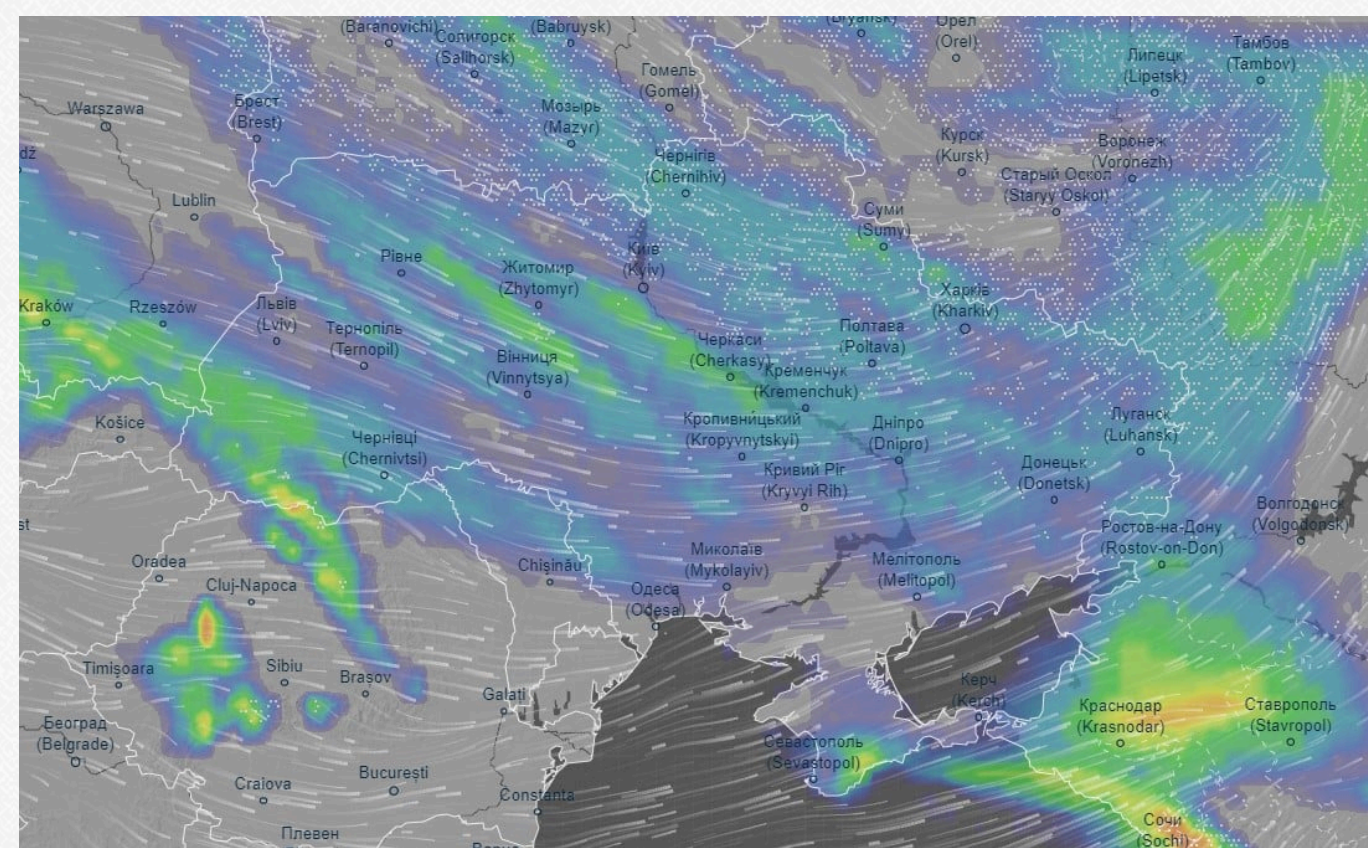 (Baranovichi)
Солигорск
(Salihorsk)
(Babruysk)
(Bryansk)
Орёл
(Orel)
Гомель
(Gomel)
Липецк
(Lipetsk)
Тамбов
(Tambov)
Warszawa
Брест
(Brest)
Мозырь
(Mazyr)
Курск
(Kursk)
Воронеж
(Voronezh)
dź
Чернігів
(Chernihiv)
Старый Оскол
(Staryy Oskol)
Lublin
Суми
(Sumy)
Рівне
Київ
(Kyiv)
Житомир
(Zhytomyr)
Kraków
Rzeszów
Львів
(Lviv)
Харків
(Kharkiv)
Тернопіль
(Ternopil)
Полтава
(Poltava)
Черкаси
(Cherkasy)
Вінниця
(Vinnytsya)
Кременчук
(Kremenchuk)
Košice
Кропивницький
(Kropyvnytskyi)
Дніпро
(Dnipro)
Луганск
(Luhansk)
Чернівці
(Chernivtsi)
Кривий Ріг
(Kryvyi Rih)
Донецьк
(Donetsk)
st
Волгодонск
(Volgodonsk)
Ростов-на-Дону
(Rostov-on-Don)
Oradea
Chișinău
Миколаїв
(Mykolayiv)
Мелітополь
(Melitopol)
Cluj-Napoca
Одеса
(Odesa)
Timișoara
Sibiu
Brașov
Galați
Керч
(Kerch)
Краснодар
(Krasnodar)
Ставрополь
(Stavropol)
Београд
(Belgrade)
Севастополь
(Sevastopol)
Craiova
București
Constanta
Плевен
Сочи
(Sochi)